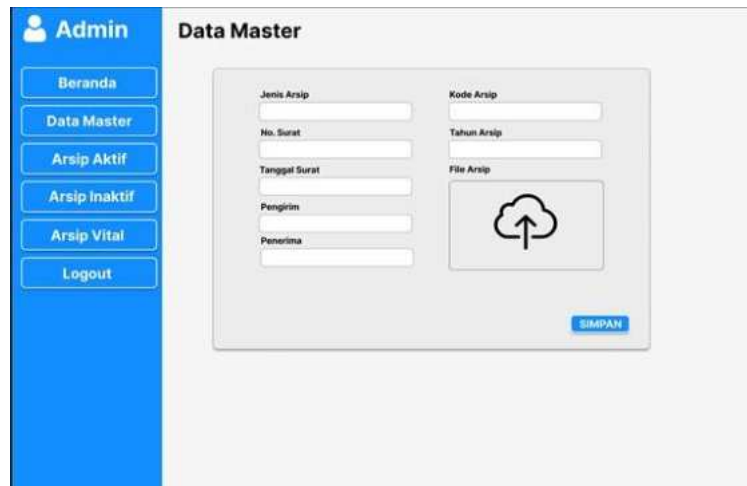 Admin
Data Master
Beranda
Data Master
Arsip Aktif
Arsip Inaktif
Arsip Vital
Logout
Jenis Arsip
No. Surat
Tanggal Surat
Pengirim
Penerima
Kode Arsip
Tahun Arsip
File Arsip
SIMPAN